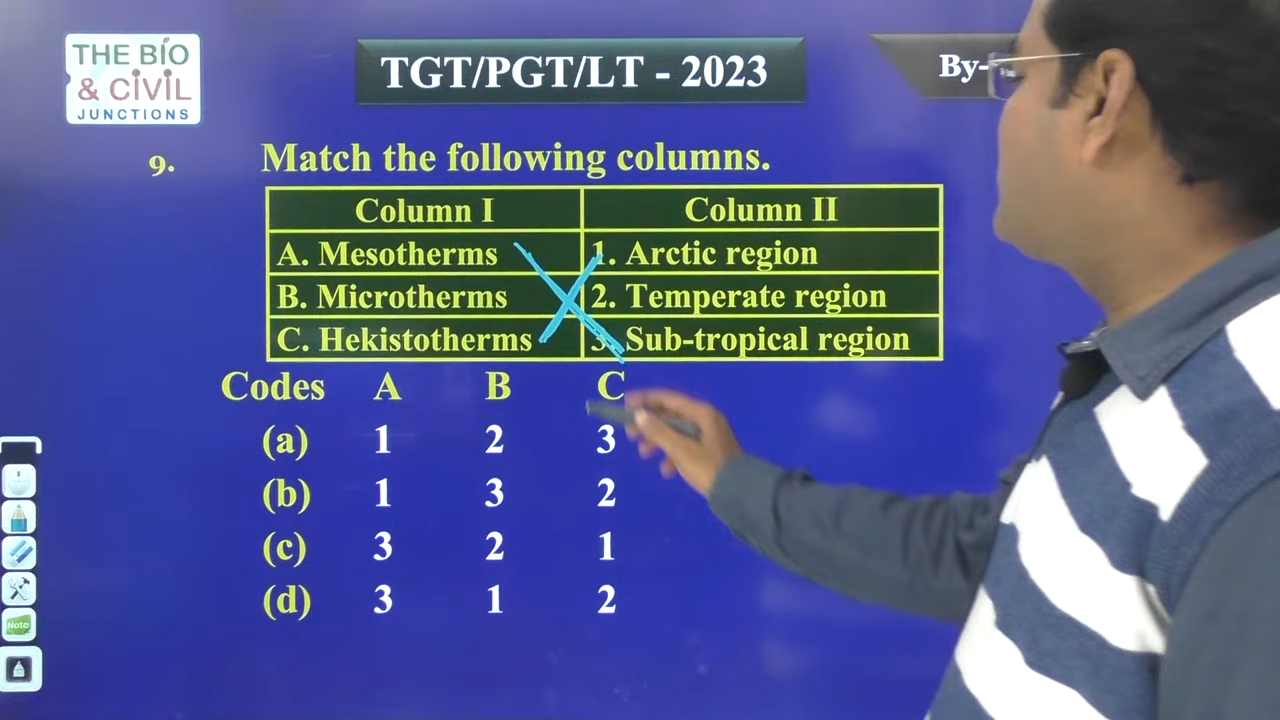 THE BIO
& CIVIL
JUNCTIONS
TGT/PGT/LT - 2023
By-
9. Match the following columns.
Column I Column II
A. Mesotherms 1. Arctic region
B. Microtherms 2. Temperate region
C. Hekistotherms 3. Sub-tropical region
Codes A B C
(a) 1 2 3
(b) 1 3 2
(c) 3 2 1
(d) 3 1 2
Note